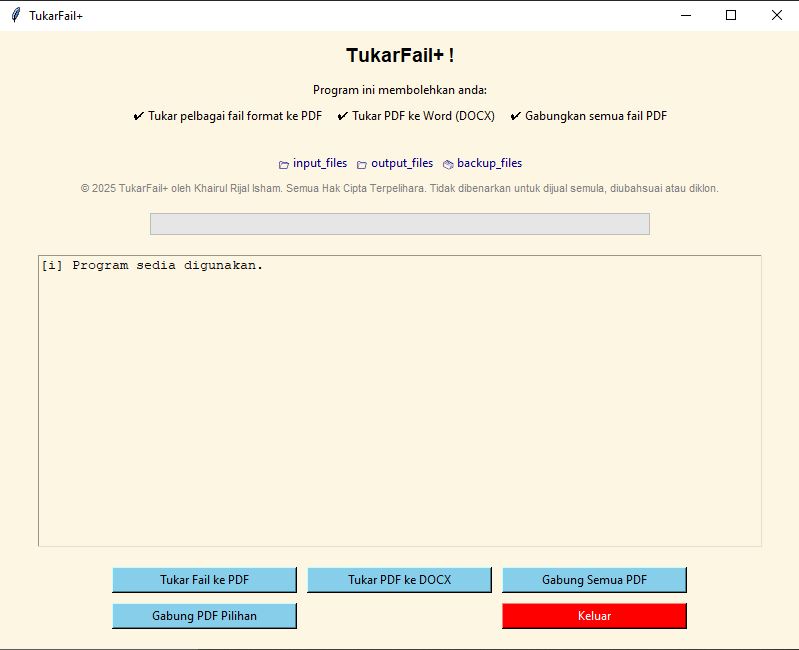 TukarFail+
TukarFail+ !
Program ini membolehkan anda:
✔ Tukar pelbagai fail format ke PDF ✔ Tukar PDF ke Word (DOCX) ✔ Gabungkan semua fail PDF
input_files output_files backup_files
© 2025 TukarFail+ oleh Khairul Rijal Isham. Semua Hak Cipta Terpelihara. Tidak dibenarkan untuk dijual semula, diubahsuai atau diklon.
[i] Program sedia digunakan.
Tukar Fail ke PDF Tukar PDF ke DOCX Gabung Semua PDF
Gabung PDF Pilihan Keluar